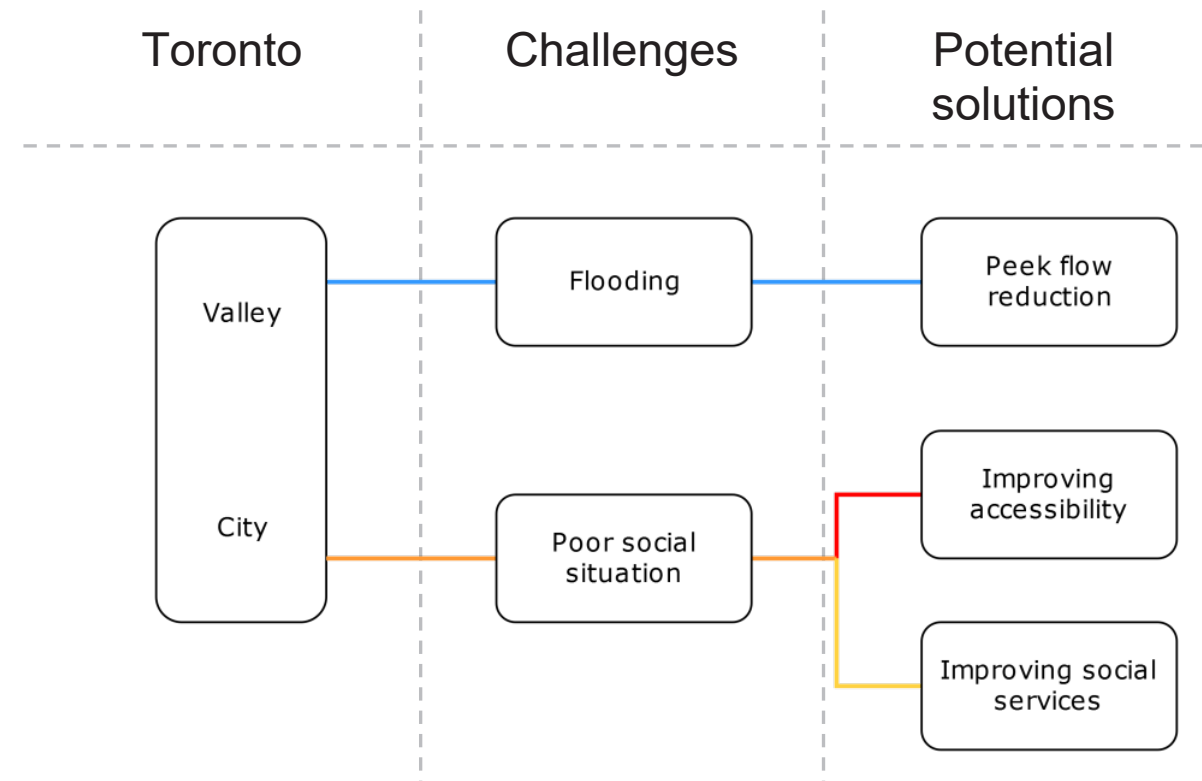 Toronto
Challenges
Potential
solutions
Valley
Flooding
Peek flow
reduction
City
Poor social
situation
Improving
accessibility
Improving social
services